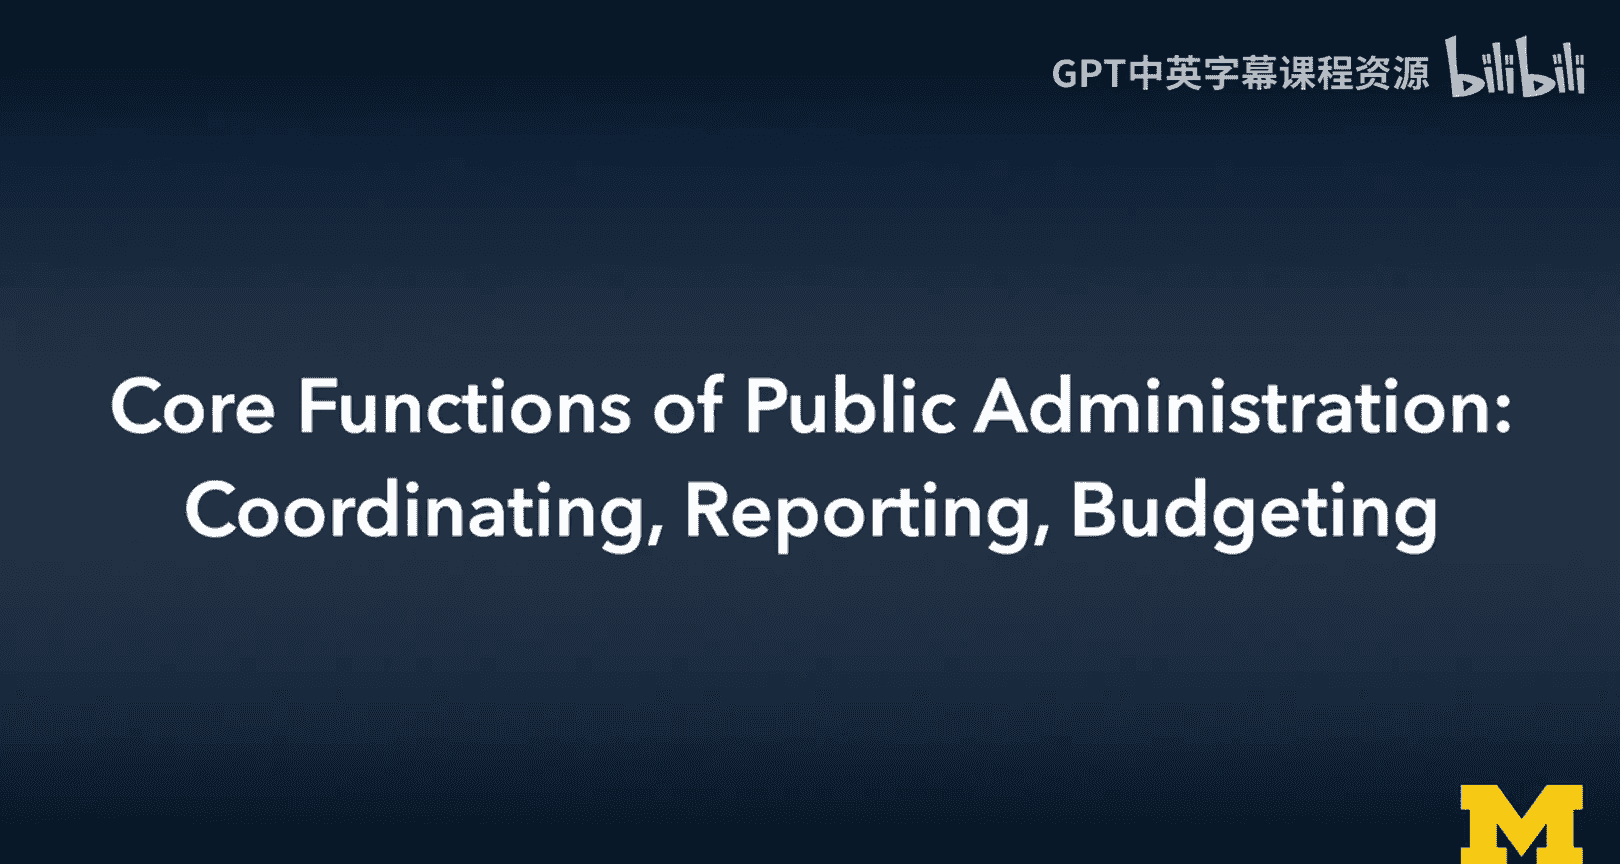 GPT中英字幕课程资源 bilibili
Core Functions of Public Administration:
Coordinating, Reporting, Budgeting
M